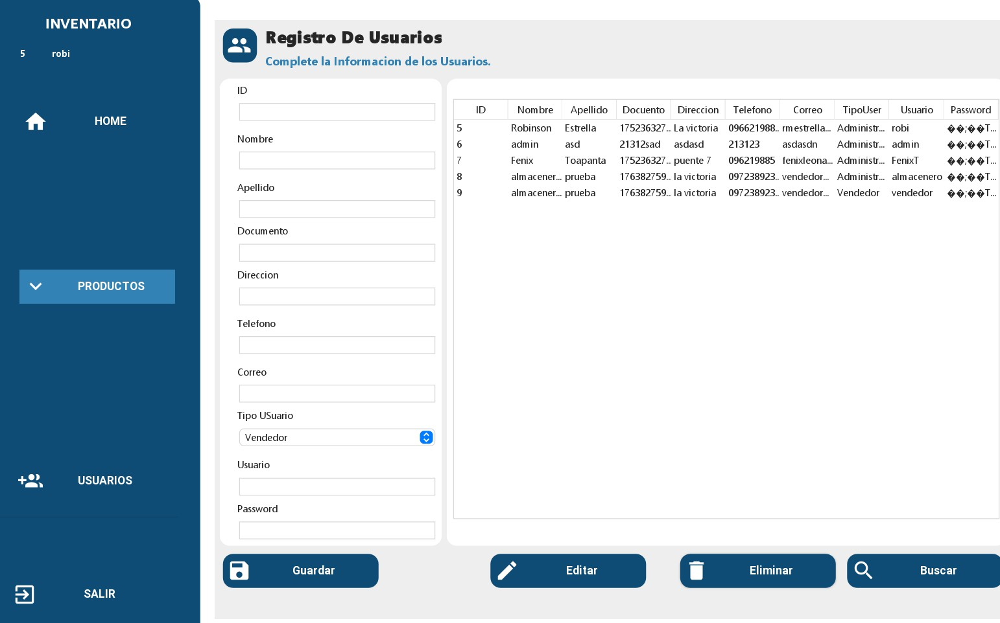 INVENTARIO
5 robi
HOME
PRODUCTOS
USUARIOS
SALIR
Registro De Usuarios
Complete la Informacion de los Usuarios.
ID
Nombre
Apellido
Documento
Direccion
Telefono
Correo
Tipo USuario
Vendedor
Usuario
Password
ID Nombre Apellido Docuento Direccion Telefono Correo TipoUser Usuario Password
5 Robinson Estrella 175236327... La victoria 096621988.. rmestrella... Administr... robi ��;��T...
6 admin asd 21312sad asdasd 213123 asdasdn Administr... admin ��;��T...
7 Fenix Toapanta 175236327... puente 7 096219885 fenixleona... Administr... FenixT ��;��T...
8 almacener... prueba 176382759... la victoria 097238923.. vendedor... Administr... almacenero ��;��T...
9 almacener... prueba 176382759... la victoria 097238923.. vendedor... Vendedor vendedor ��;��T...
Guardar
Editar
Eliminar
Buscar